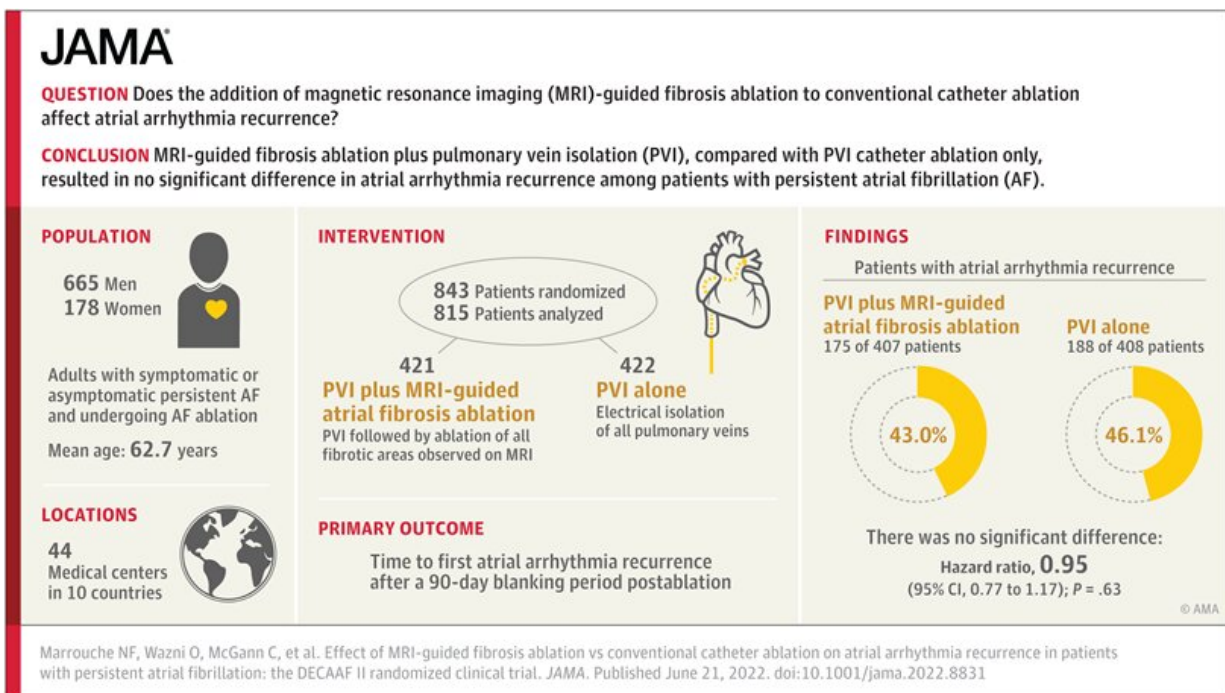 JAMA®
QUESTION Does the addition of magnetic resonance imaging (MRI)-guided fibrosis ablation to conventional catheter ablation
affect atrial arrhythmia recurrence?
CONCLUSION MRI-guided fibrosis ablation plus pulmonary vein isolation (PVI), compared with PVI catheter ablation only,
resulted in no significant difference in atrial arrhythmia recurrence among patients with persistent atrial fibrillation (AF).
POPULATION
665 Men
178 Women
Adults with symptomatic or
asymptomatic persistent AF
and undergoing AF ablation
Mean age: 62.7 years
LOCATIONS
44
Medical centers
in 10 countries
INTERVENTION
843 Patients randomized
815 Patients analyzed
421
PVI plus MRI-guided
atrial fibrosis ablation
PVI followed by ablation of all
fibrotic areas observed on MRI
422
PVI alone
Electrical isolation
of all pulmonary veins
PRIMARY OUTCOME
Time to first atrial arrhythmia recurrence
after a 90-day blanking period postablation
FINDINGS
Patients with atrial arrhythmia recurrence
PVI plus MRI-guided
atrial fibrosis ablation
175 of 407 patients
43.0%
PVI alone
188 of 408 patients
46.1%
There was no significant difference:
Hazard ratio, 0.95
(95% CI, 0.77 to 1.17); P = .63
© AMA
Marrouche NF, Wazni O, McGann C, et al. Effect of MRI-guided fibrosis ablation vs conventional catheter ablation on atrial arrhythmia recurrence in patients
with persistent atrial fibrillation: the DECAAF II randomized clinical trial. JAMA. Published June 21, 2022. doi:10.1001/jama.2022.8831